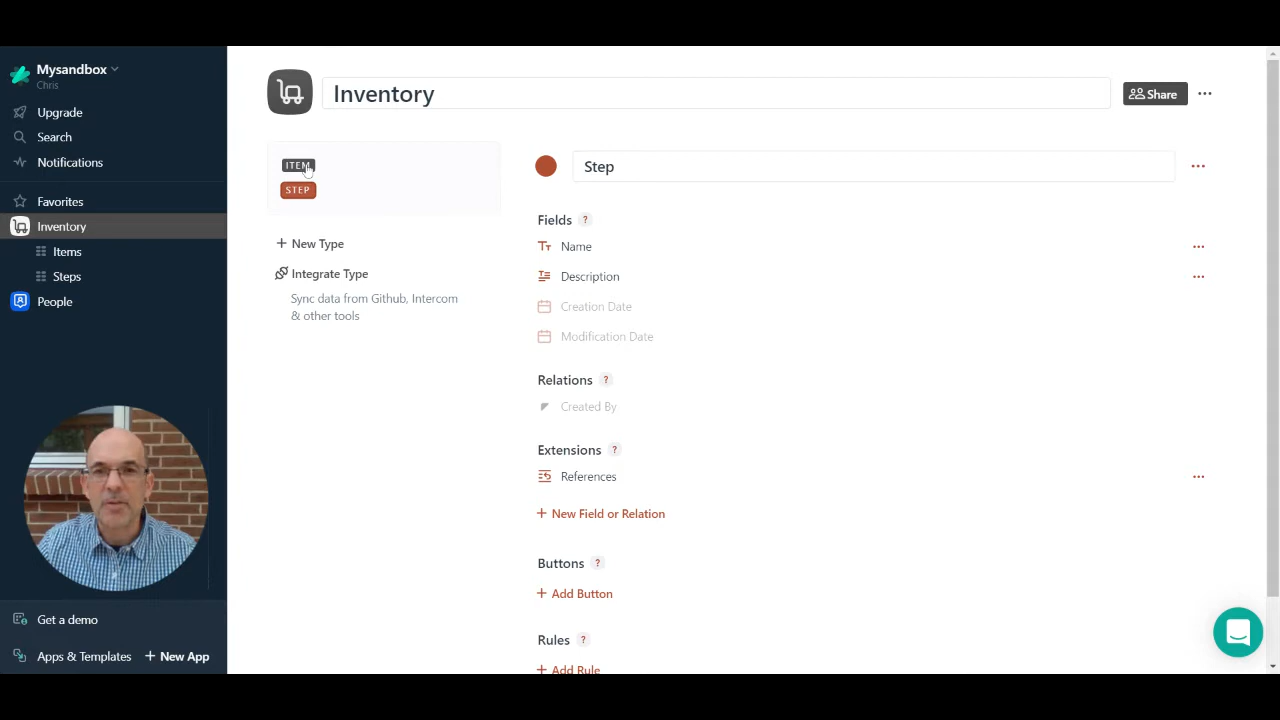 Mysandbox
Chris
Upgrade
Search
Notifications
Favorites
Inventory
Items
Steps
People
Get a demo
Apps & Templates + New App
Inventory
Share
ITEM
STEP
+ New Type
Integrate Type
Sync data from Github, Intercom
& other tools
Step
Fields ?
Name
Description
Creation Date
Modification Date
Relations ?
Created By
Extensions ?
References
+ New Field or Relation
Buttons ?
+ Add Button
Rules ?
+ Add Rule